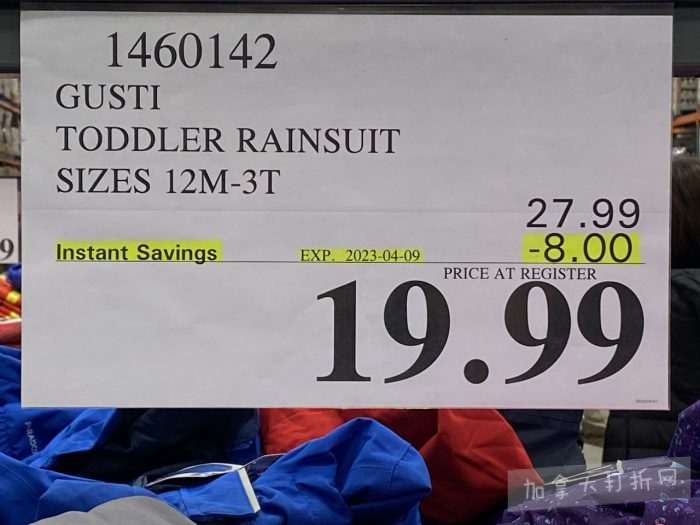 1460142
GUSTI
TODDLER RAINSUIT
SIZES 12M-3T
27.99
Instant Savings EXP. 2023-04-09 -8.00
PRICE AT REGISTER
19.99
9
加拿大打折网